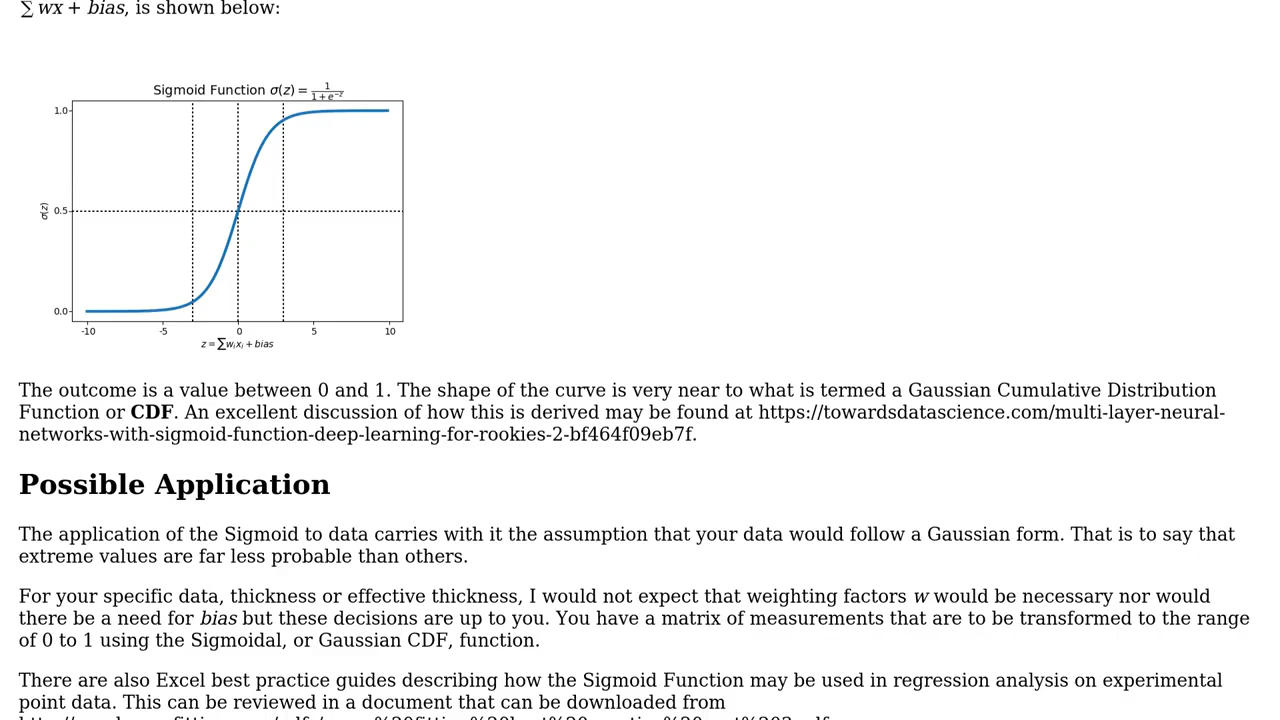 ∑ wx + bias, is shown below:
Sigmoid Function σ(z) = 1/(1+e^-z)
1.0
σ(z)
0.5
0.0
-10 -5 0 5 10
z = ∑wᵢxᵢ + bias
The outcome is a value between 0 and 1. The shape of the curve is very near to what is termed a Gaussian Cumulative Distribution
Function or CDF. An excellent discussion of how this is derived may be found at https://towardsdatascience.com/multi-layer-neural-
networks-with-sigmoid-function-deep-learning-for-rookies-2-bf464f09eb7f.
Possible Application
The application of the Sigmoid to data carries with it the assumption that your data would follow a Gaussian form. That is to say that
extreme values are far less probable than others.
For your specific data, thickness or effective thickness, I would not expect that weighting factors w would be necessary nor would
there be a need for bias but these decisions are up to you. You have a matrix of measurements that are to be transformed to the range
of 0 to 1 using the Sigmoidal, or Gaussian CDF, function.
There are also Excel best practice guides describing how the Sigmoid Function may be used in regression analysis on experimental
point data. This can be reviewed in a document that can be downloaded from